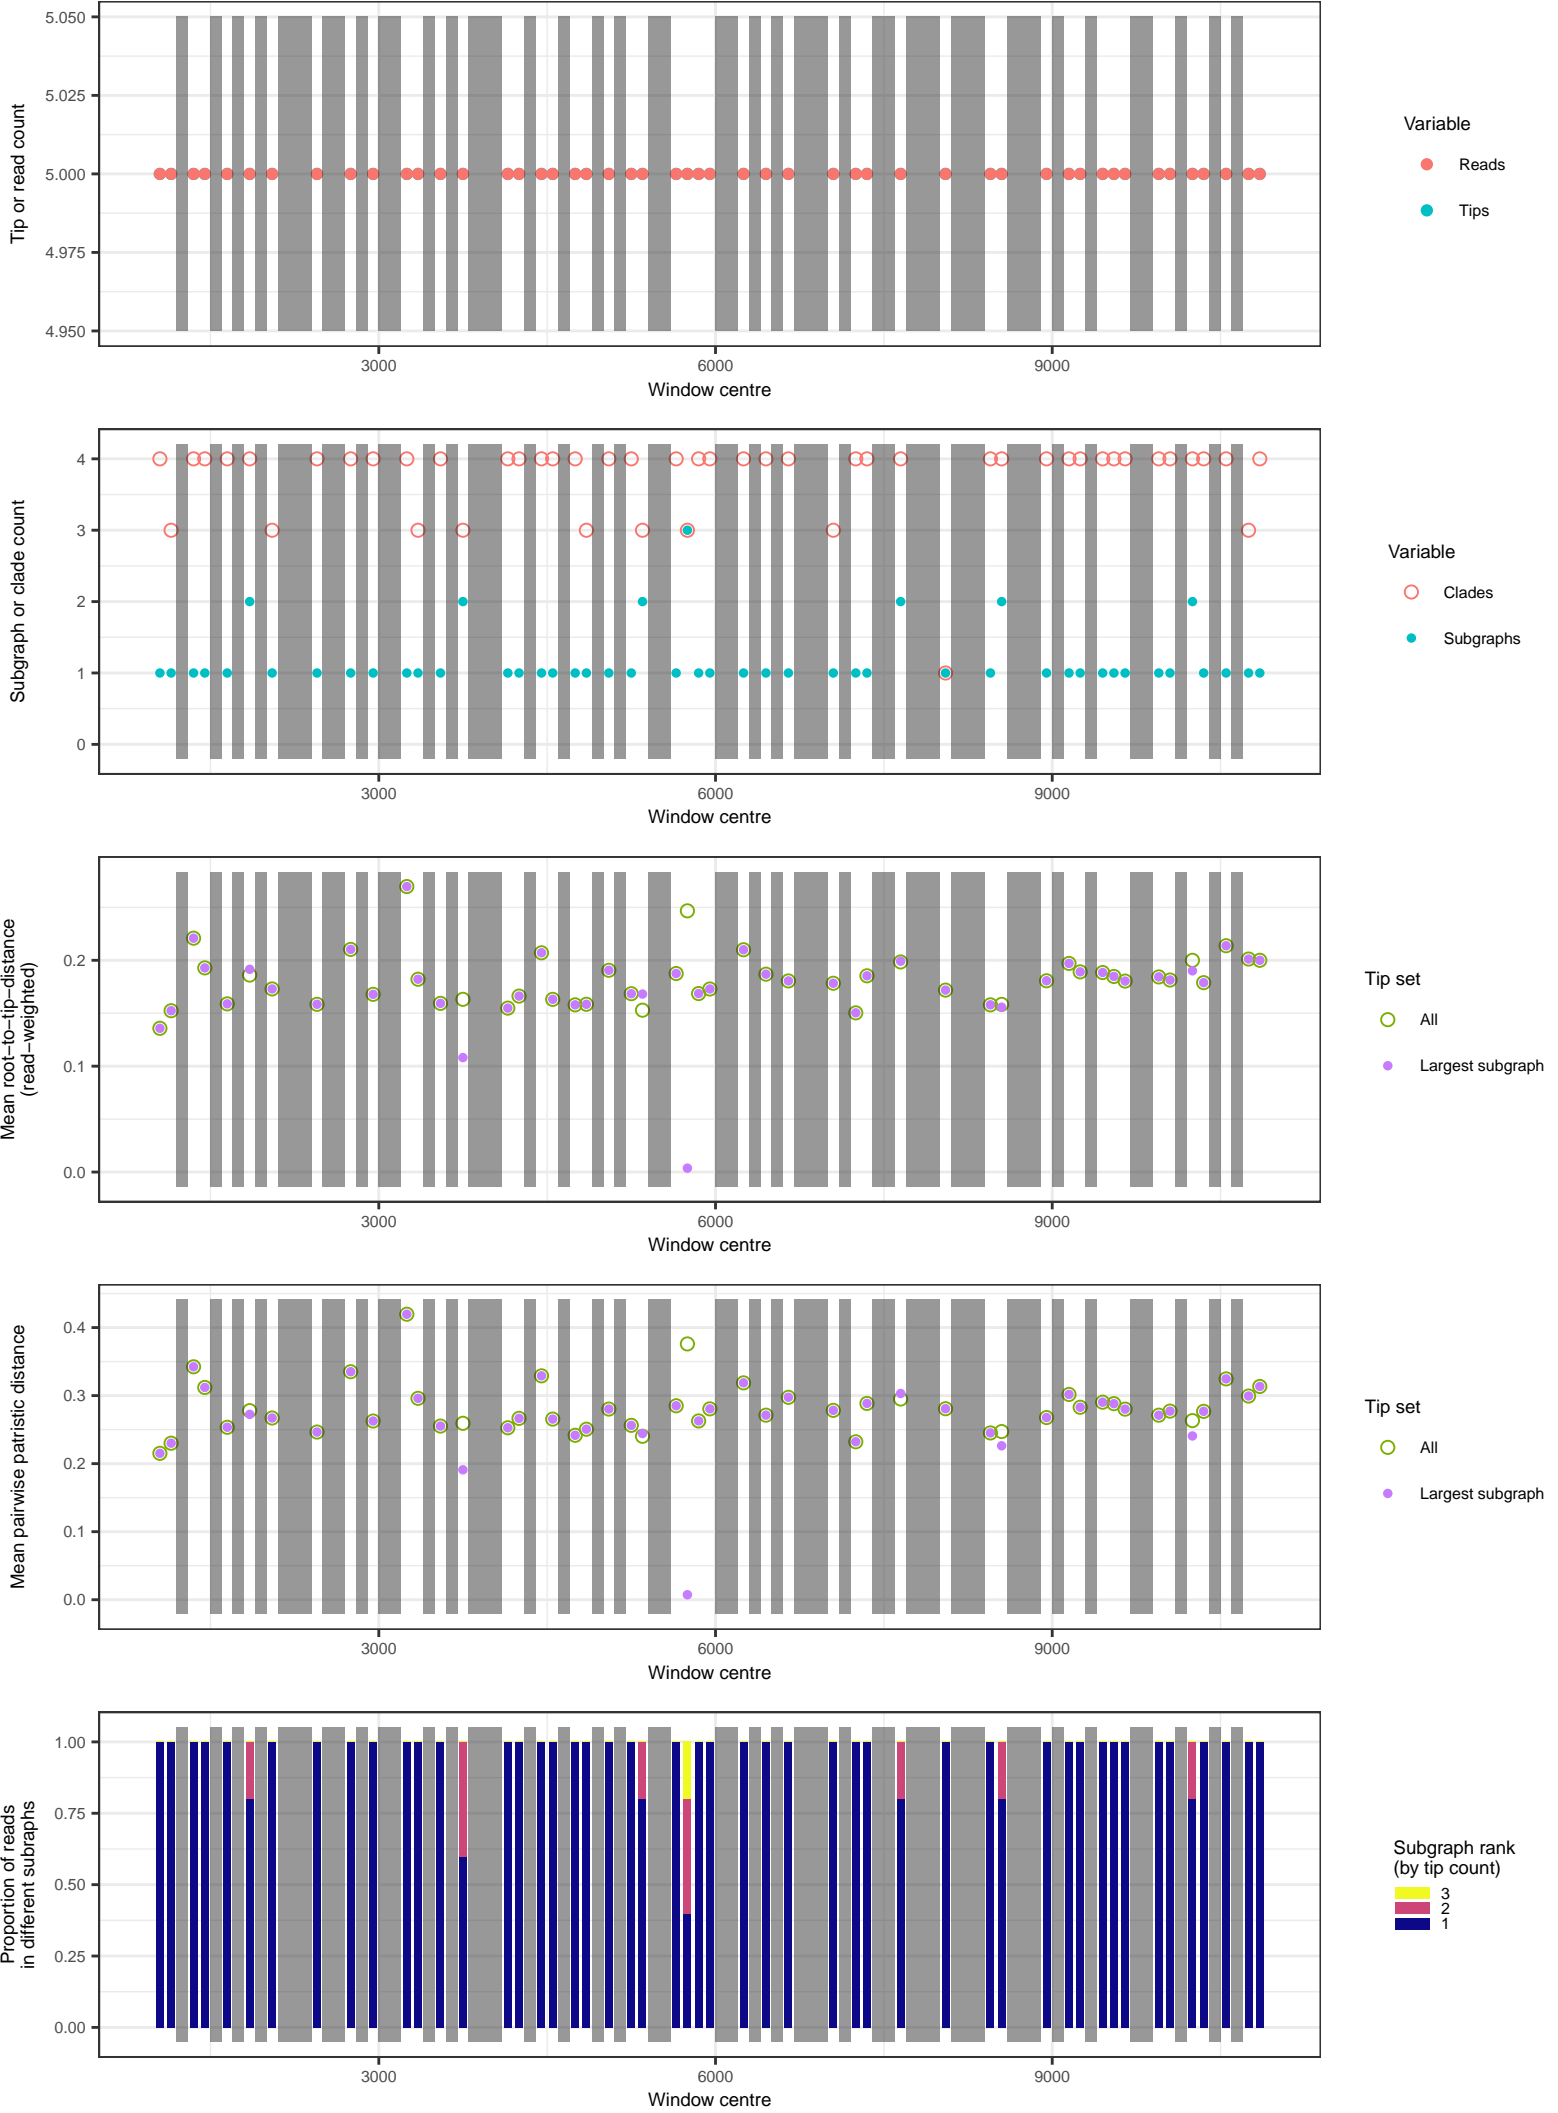 5.050
5.025
5.000
4.975
4.950
Tip or read count
3000
6000
9000
Window centre
Variable
Reads
Tips
4
3
2
1
0
Subgraph or clade count
3000
6000
9000
Window centre
Variable
Clades
Subgraphs
0.2
0.1
0.0
Mean root−to−tip−distance
(read−weighted)
3000
6000
9000
Window centre
Tip set
All
Largest subgraph
0.4
0.3
0.2
0.1
0.0
Mean pairwise patristic distance
3000
6000
9000
Window centre
Tip set
All
Largest subgraph
1.00
0.75
0.50
0.25
0.00
Proportion of reads
in different subraphs
3000
6000
9000
Window centre
Subgraph rank
(by tip count)
3
2
1